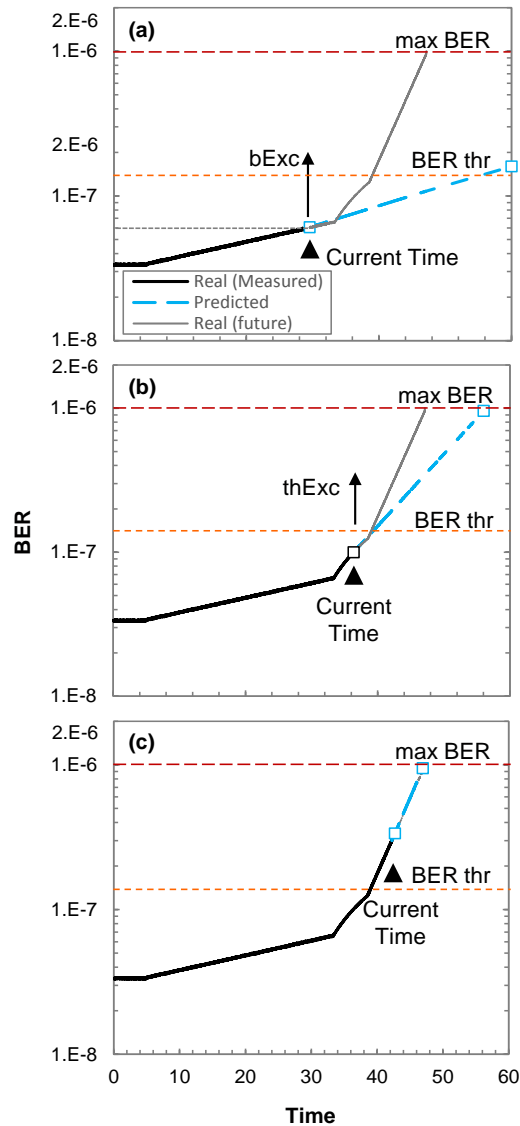 (a)
2.E-6
1.E-6
max BER
2.E-6
bExc
BER thr
1.E-7
Current Time
Real (Measured)
Predicted
Real (future)
1.E-8
2.E-6
(b)
1.E-6
max BER
thExc
BER thr
1.E-7
Current
Time
BER
1.E-8
2.E-6
(c)
1.E-6
max BER
BER thr
1.E-7
Current
Time
1.E-8
0
10
20
30
40
50
60
Time